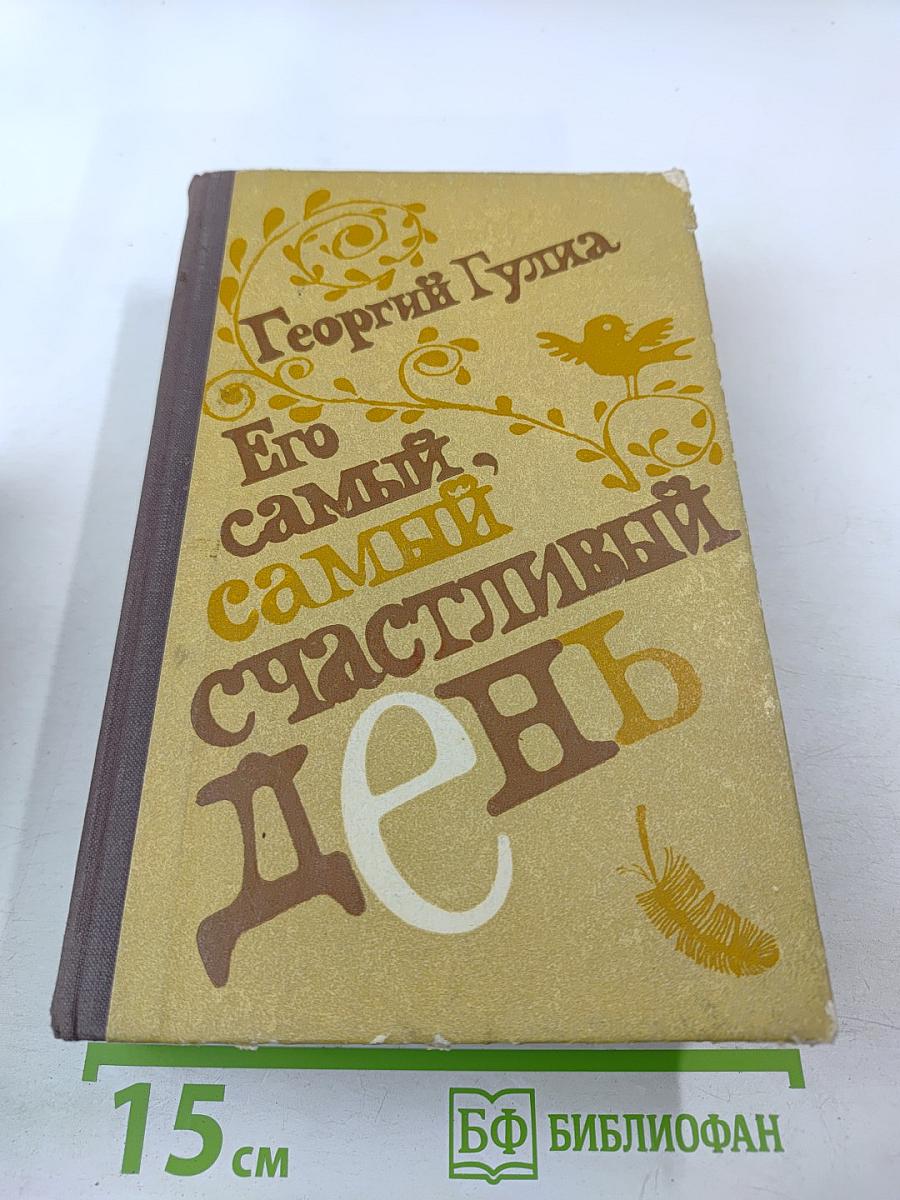 Георгий Гулиа
Его
самый,
самый
счастливый
день
15 см
БФ БИБЛИОФАН